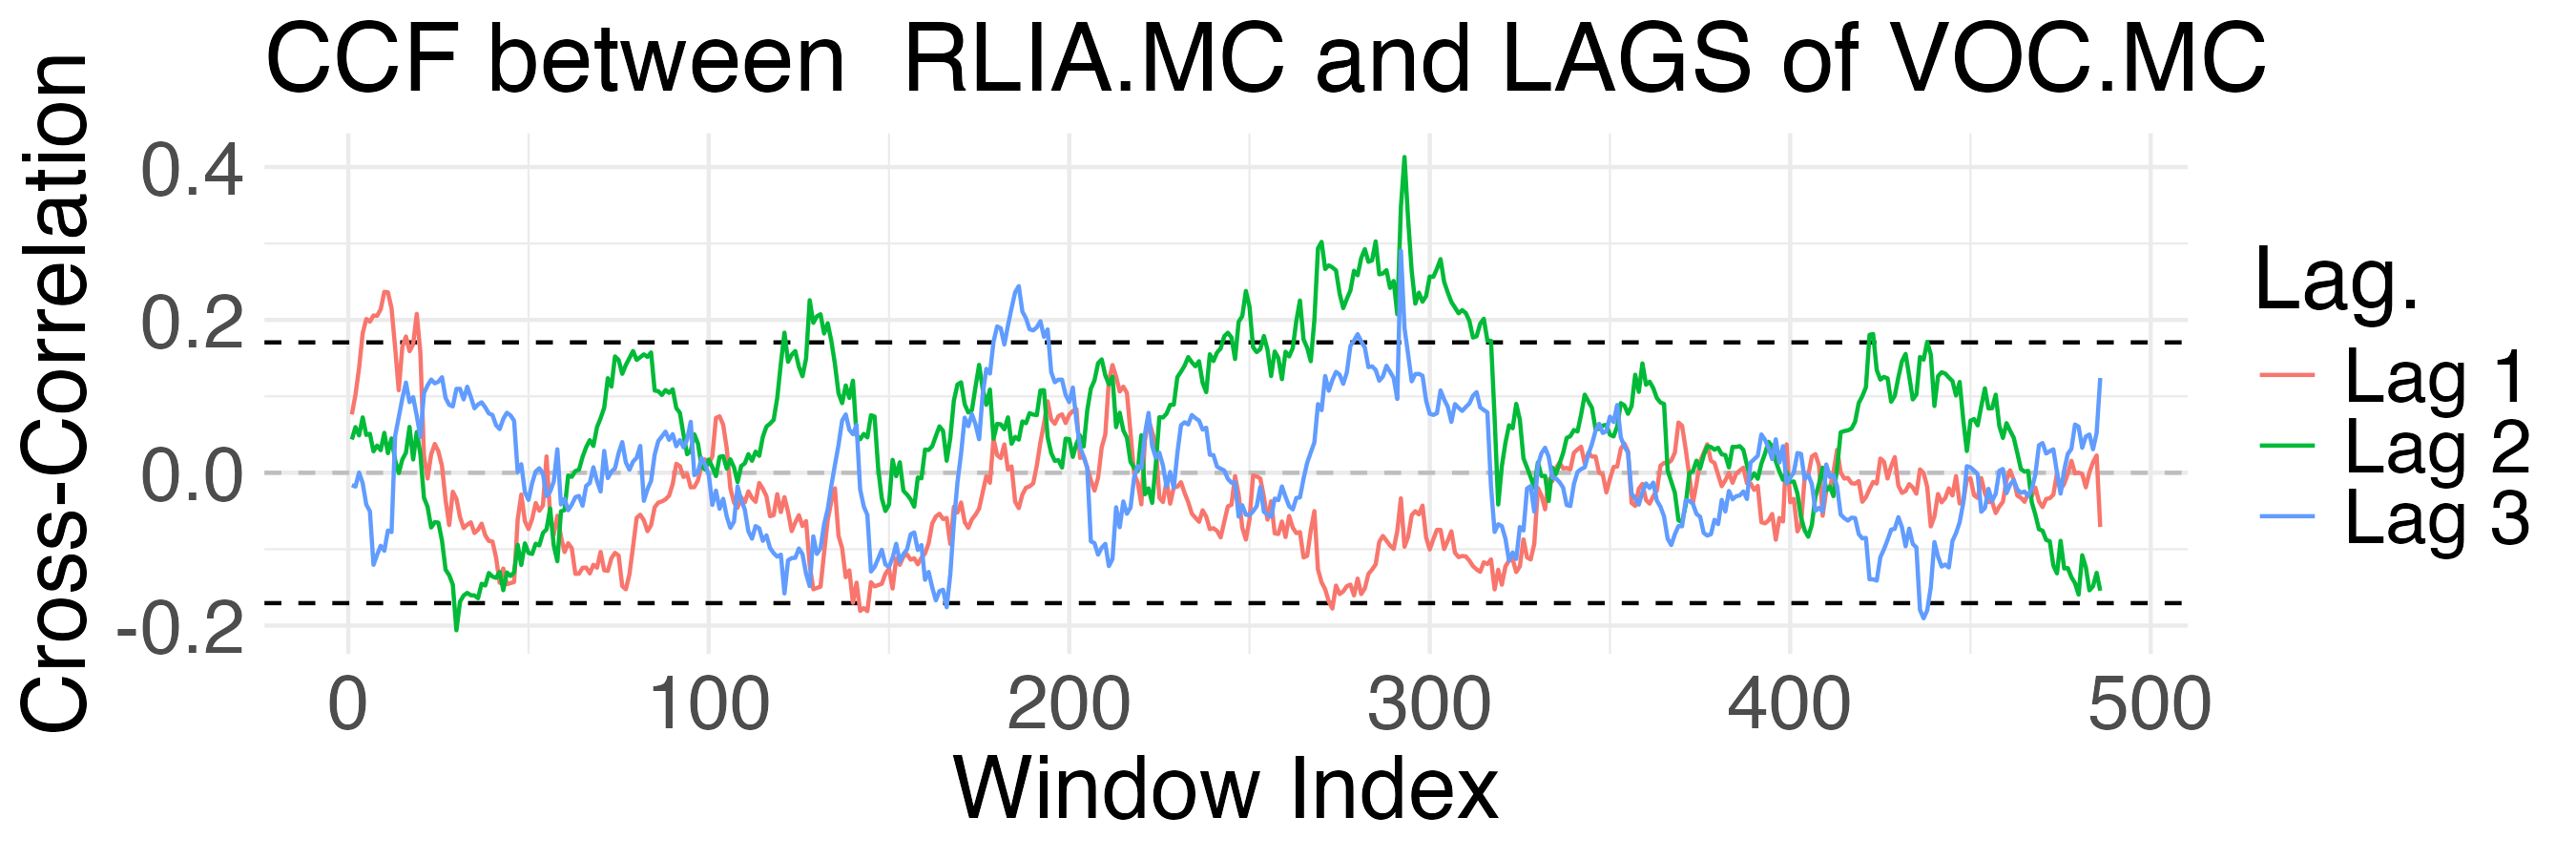 CCF between  RLIA.MC and LAGS of VOC.MC
Cross-Correlation
0.4
0.2
0.0
-0.2
0
100
200
300
400
500
Window Index
Lag.
Lag 1
Lag 2
Lag 3